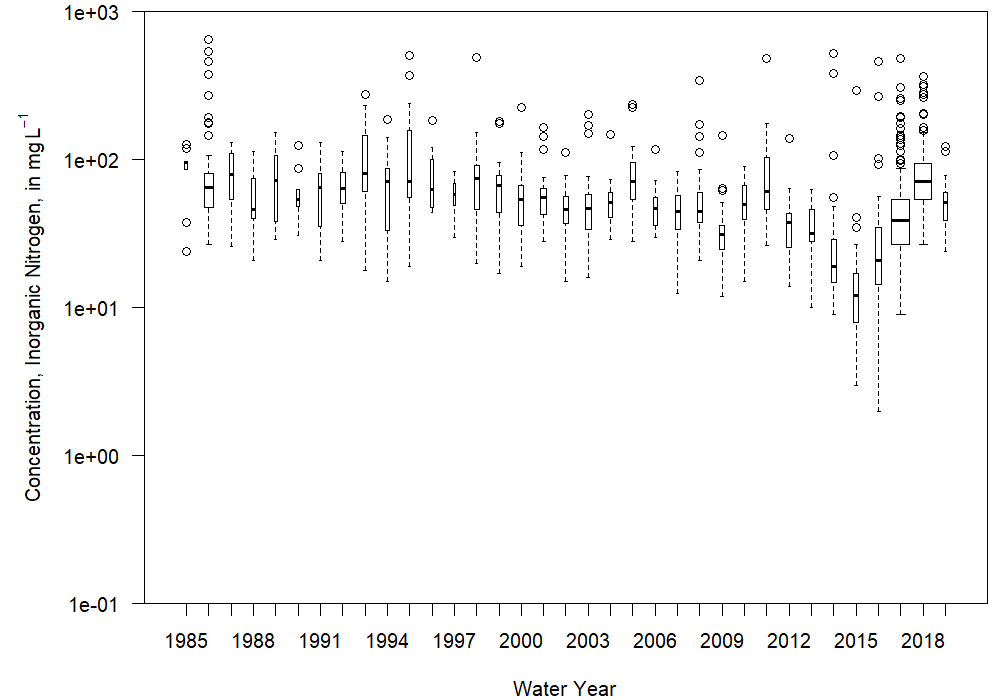 Concentration, Inorganic Nitrogen, in mg L⁻¹
1e+03
1e+02
1e+01
1e+00
1e-01
1985 1988 1991 1994 1997 2000 2003 2006 2009 2012 2015 2018
Water Year